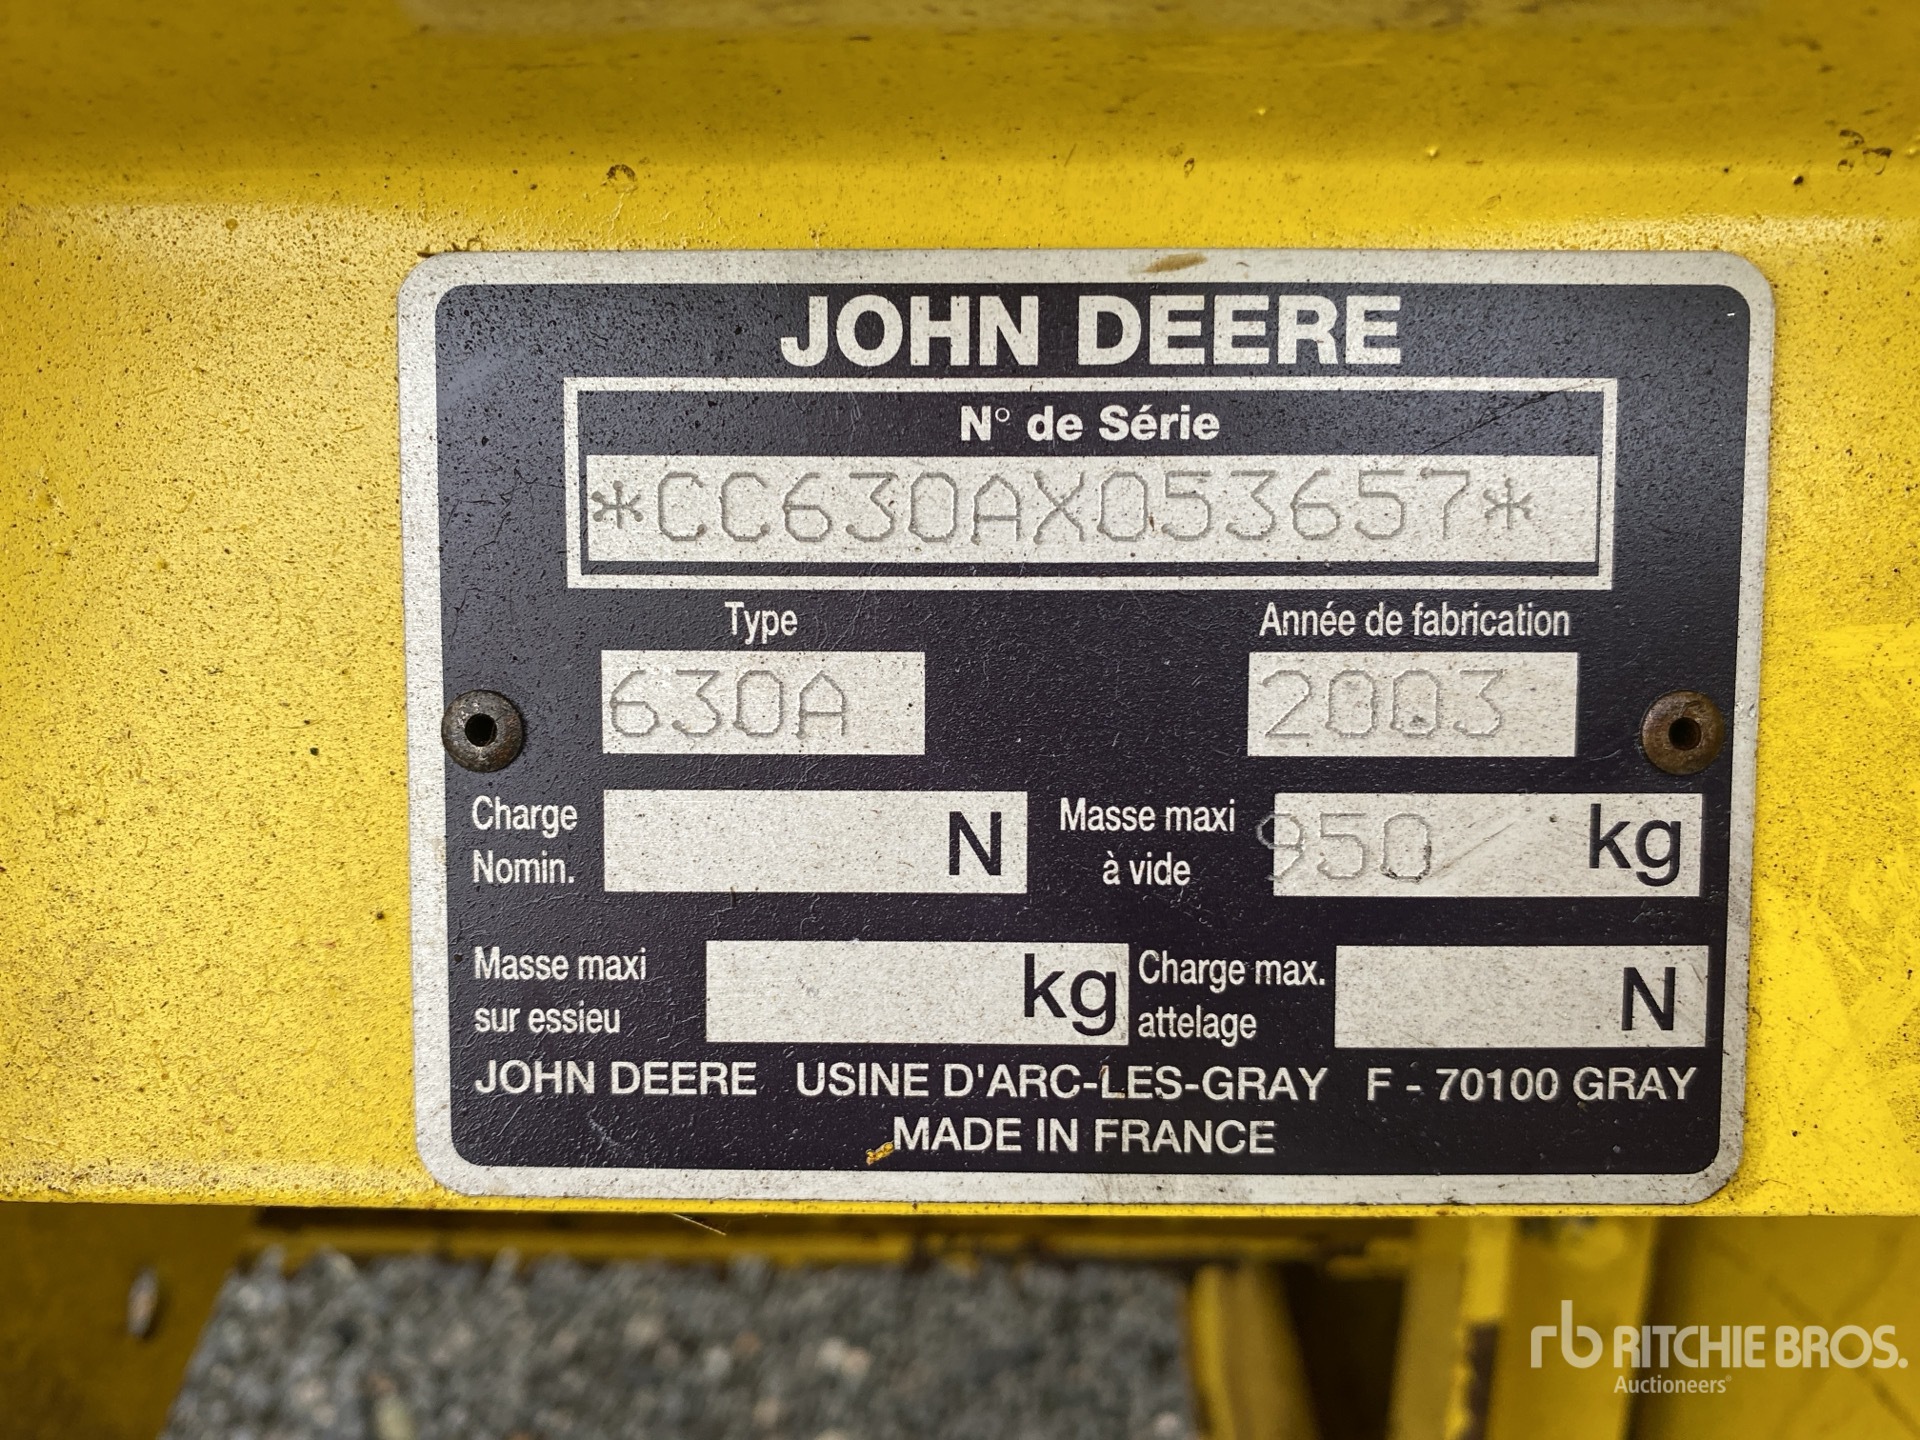 JOHN DEERE
N° de Série
*CC630AX053657*
Type Année de fabrication
630A 2003
Charge Nomin. N Masse maxi à vide 950 kg
Masse maxi sur essieu kg Charge max. attelage N
JOHN DEERE USINE D'ARC-LES-GRAY F - 70100 GRAY
MADE IN FRANCE
rb RITCHIE BROS.
Auctioneers